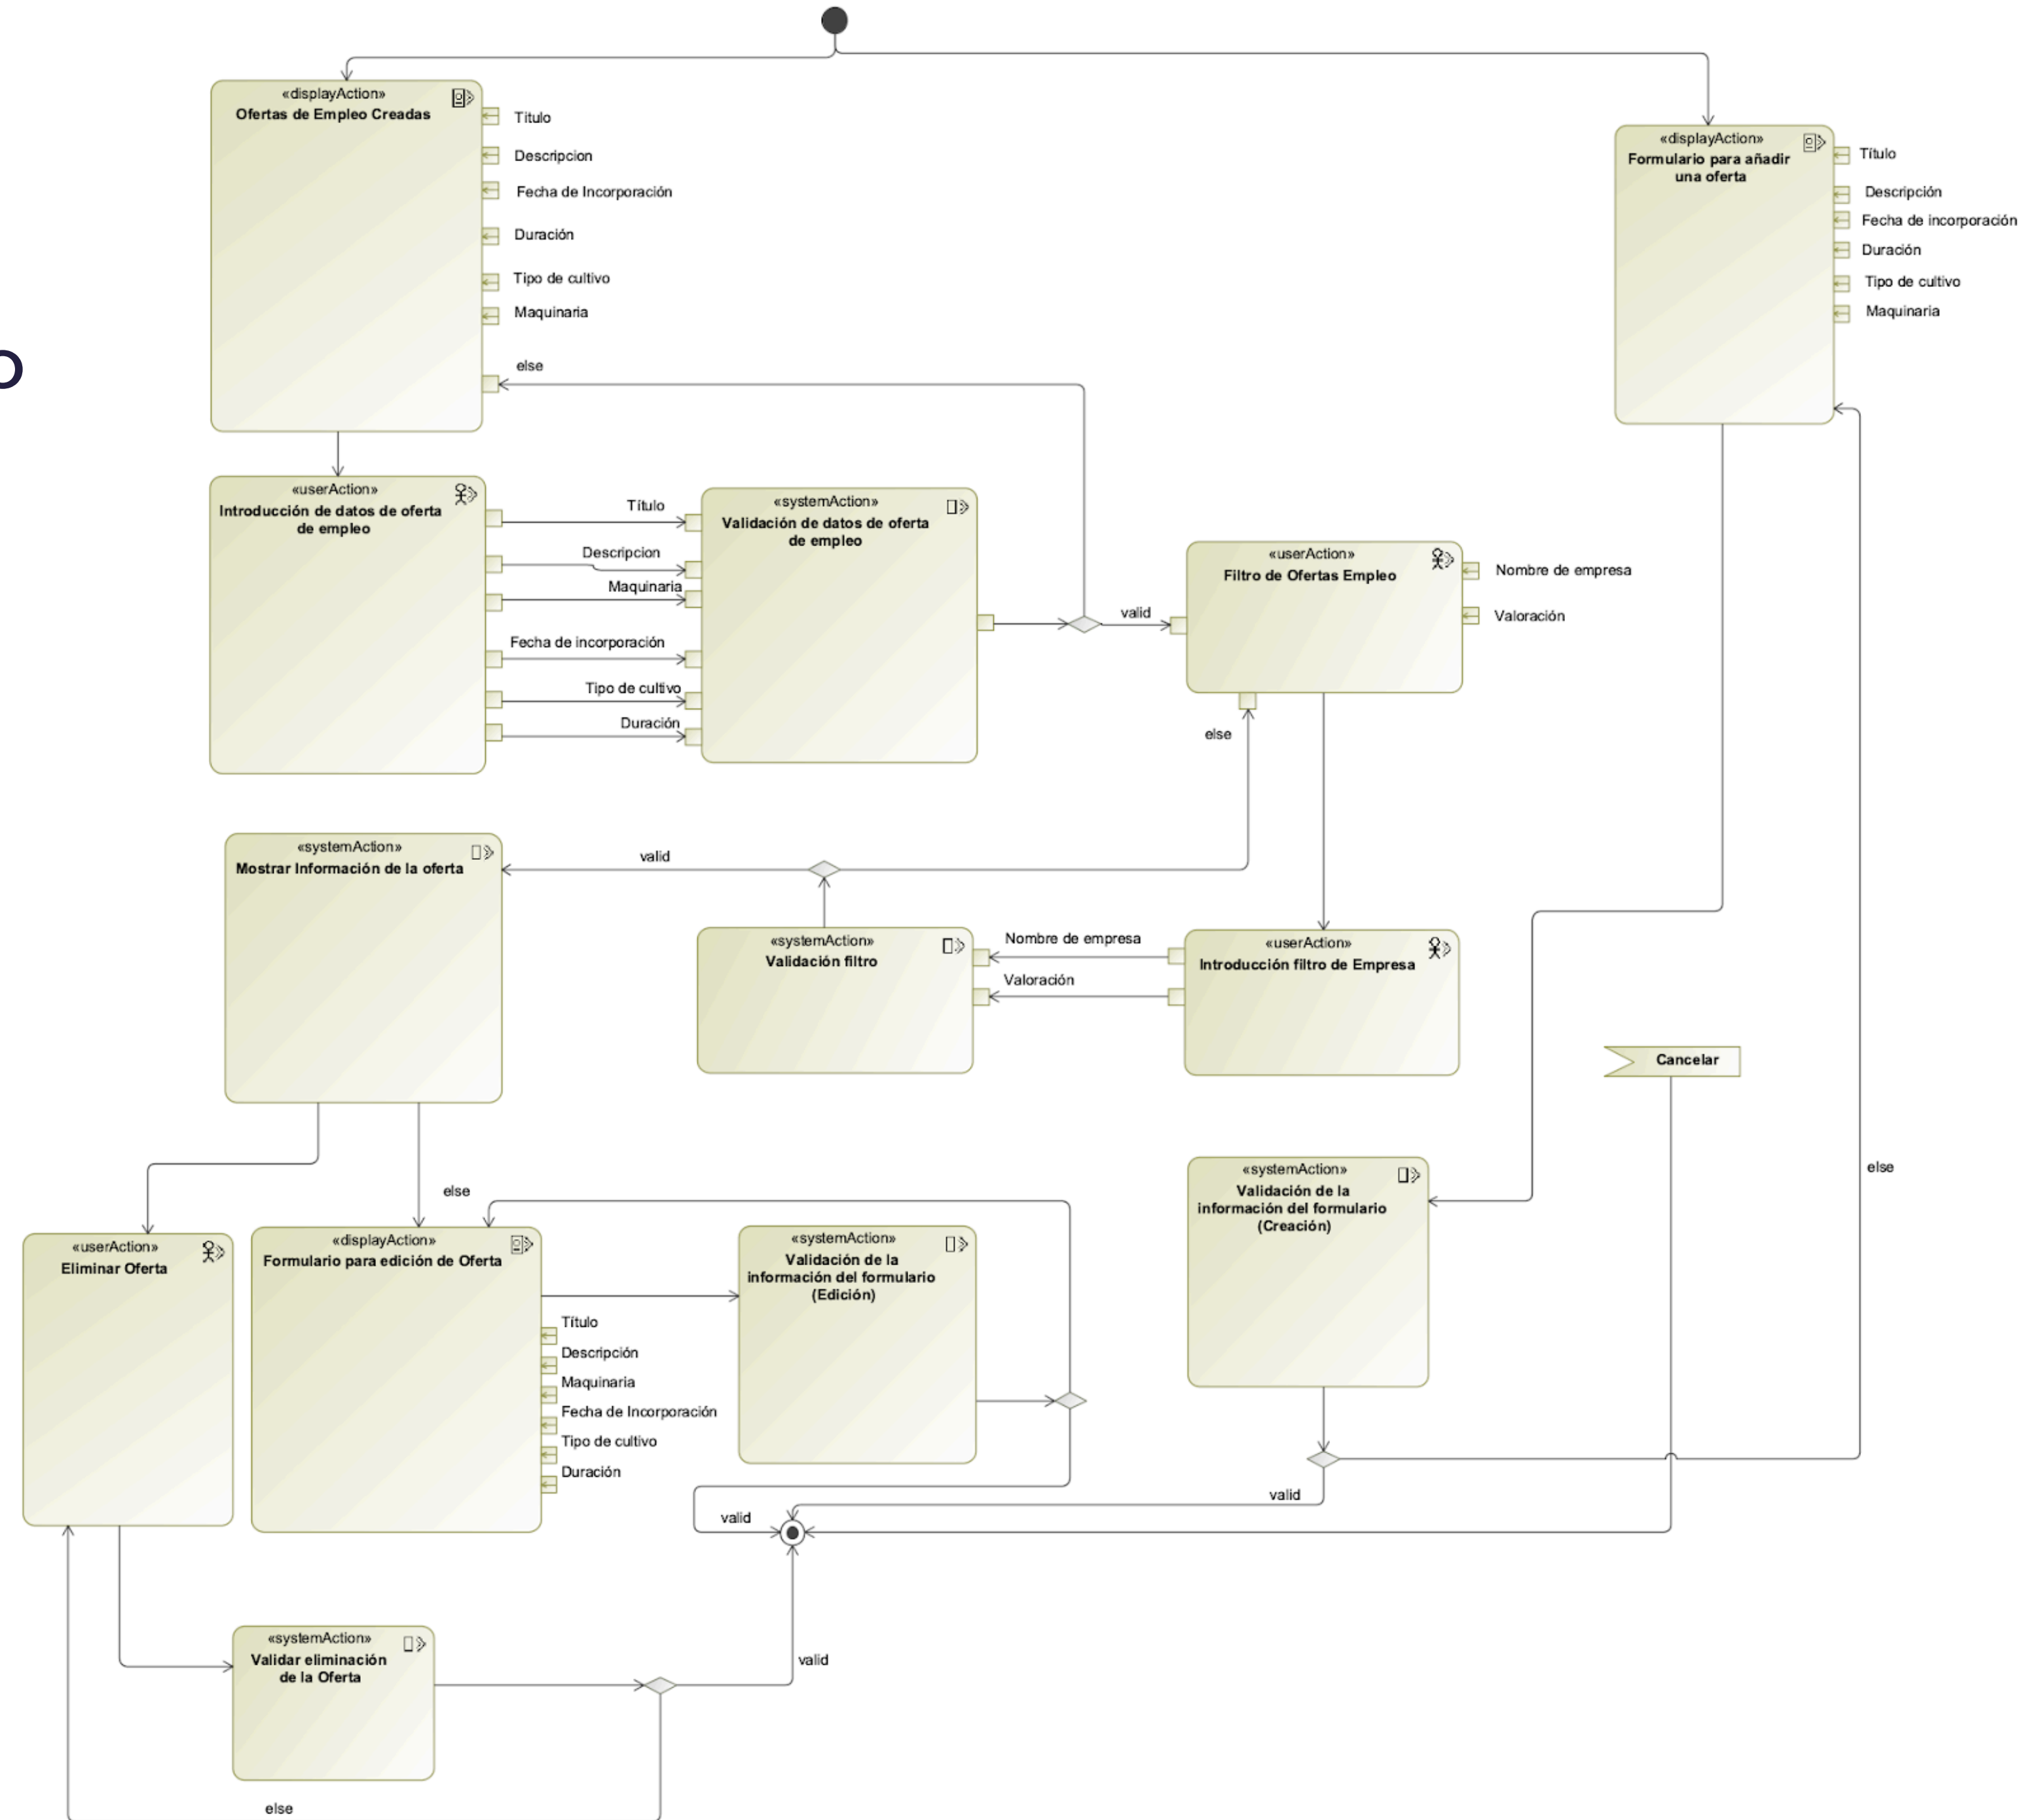 «displayAction»
Ofertas de Empleo Creadas
Título
Descripcion
Fecha de Incorporación
Duración
Tipo de cultivo
Maquinaria
else
«displayAction»
Formulario para añadir
una oferta
Título
Descripción
Fecha de incorporación
Duración
Tipo de cultivo
Maquinaria
o
«userAction»
Introducción de datos de oferta
de empleo
Título
Descripcion
Maquinaria
Fecha de incorporación
Tipo de cultivo
Duración
«systemAction»
Validación de datos de oferta
de empleo
valid
«userAction»
Filtro de Ofertas Empleo
Nombre de empresa
Valoración
else
«systemAction»
Mostrar Información de la oferta
valid
«systemAction»
Validación filtro
Nombre de empresa
Valoración
«userAction»
Introducción filtro de Empresa
Cancelar
else
«userAction»
Eliminar Oferta
else
«displayAction»
Formulario para edición de Oferta
Título
Descripción
Maquinaria
Fecha de Incorporación
Tipo de cultivo
Duración
«systemAction»
Validación de la
información del formulario
(Edición)
«systemAction»
Validación de la
información del formulario
(Creación)
valid
valid
«systemAction»
Validar eliminación
de la Oferta
valid
else